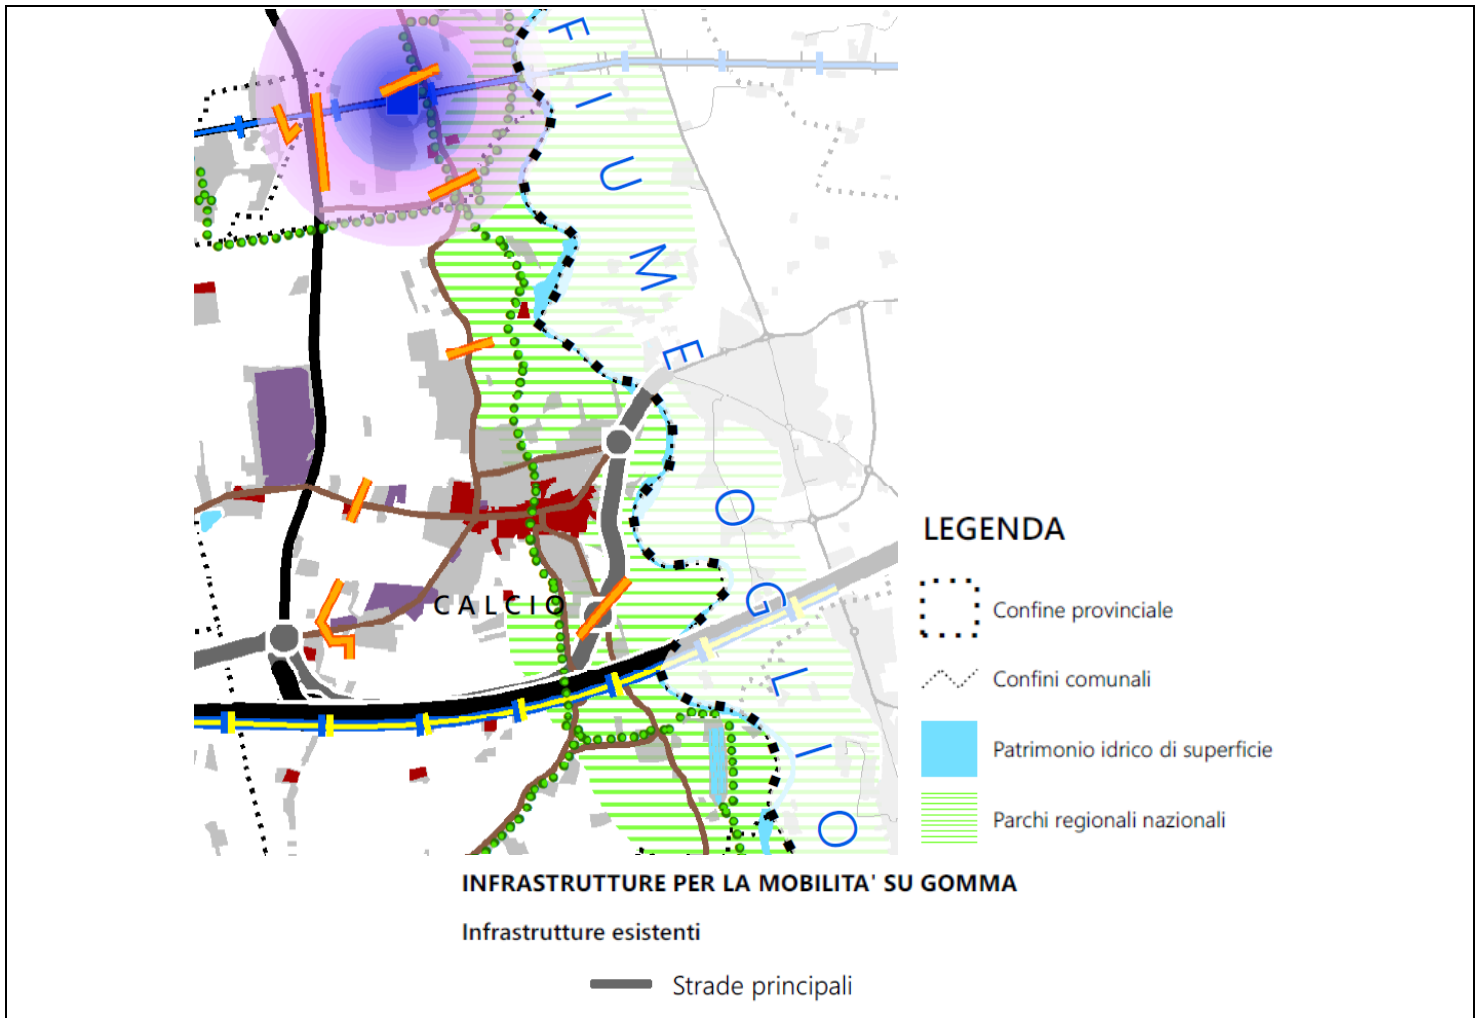 FIUME
OGLIO
CALCIO
LEGENDA
Confine provinciale
Confini comunali
Patrimonio idrico di superficie
Parchi regionali nazionali
INFRASTRUTTURE PER LA MOBILITA' SU GOMMA
Infrastrutture esistenti
Strade principali